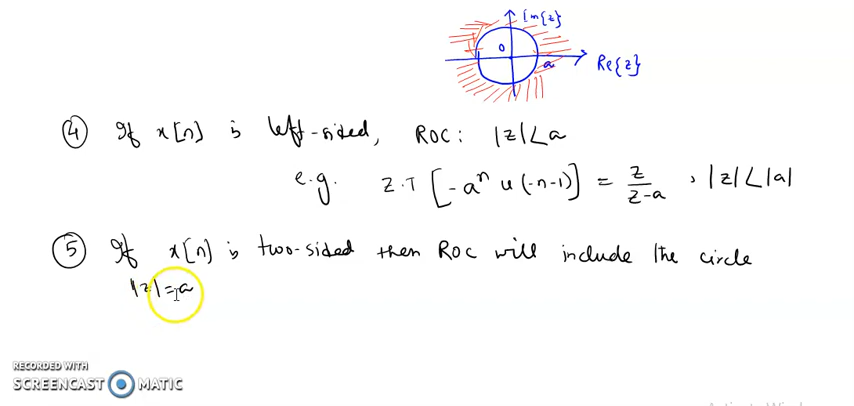 Im{z}
0
a
Re{z}
④ If x[n] is left-sided, ROC: |z|<a
e.g. Z.T [-aⁿ u(-n-1)] = z/(z-a) , |z|<|a|
⑤ If x[n] is two-sided then ROC will include the circle
|z|=a
RECORDED WITH
SCREENCAST MATIC